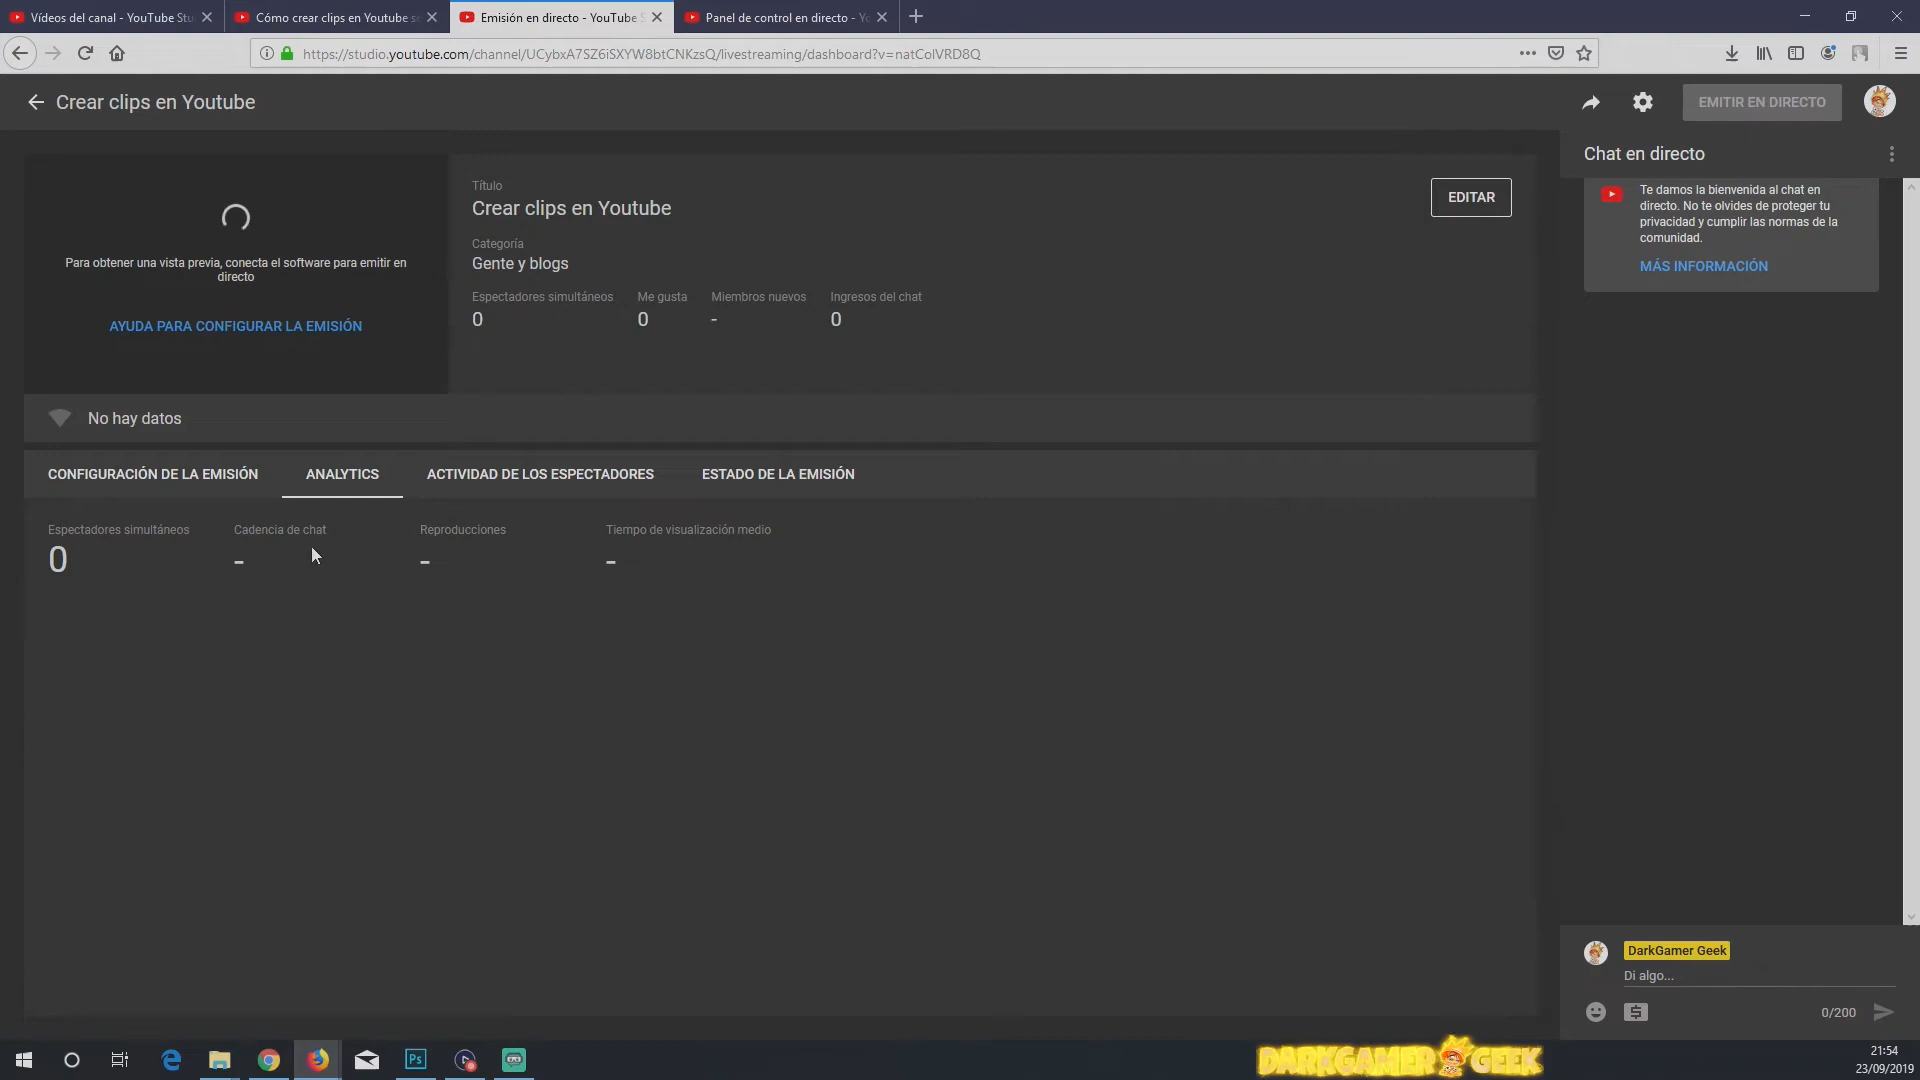 Vídeos del canal - YouTube Stu
Cómo crear clips en Youtube se
Emisión en directo - YouTube S
Panel de control en directo - Yo
https://studio.youtube.com/channel/UCybxA7SZ6iSXYW8btCNKzsQ/livestreaming/dashboard?v=natColVRD8Q
Crear clips en Youtube
EMITIR EN DIRECTO
Para obtener una vista previa, conecta el software para emitir en
directo
AYUDA PARA CONFIGURAR LA EMISIÓN
Título
Crear clips en Youtube
EDITAR
Categoría
Gente y blogs
Espectadores simultáneos
Me gusta
Miembros nuevos
Ingresos del chat
0
0
-
0
No hay datos
CONFIGURACIÓN DE LA EMISIÓN
ANALYTICS
ACTIVIDAD DE LOS ESPECTADORES
ESTADO DE LA EMISIÓN
Espectadores simultáneos
Cadencia de chat
Reproducciones
Tiempo de visualización medio
0
-
-
-
Chat en directo
Te damos la bienvenida al chat en
directo. No te olvides de proteger tu
privacidad y cumplir las normas de la
comunidad.
MÁS INFORMACIÓN
DarkGamer Geek
Di algo...
0/200
Ps
DARKGAMER GEEK
21:54
23/09/2019